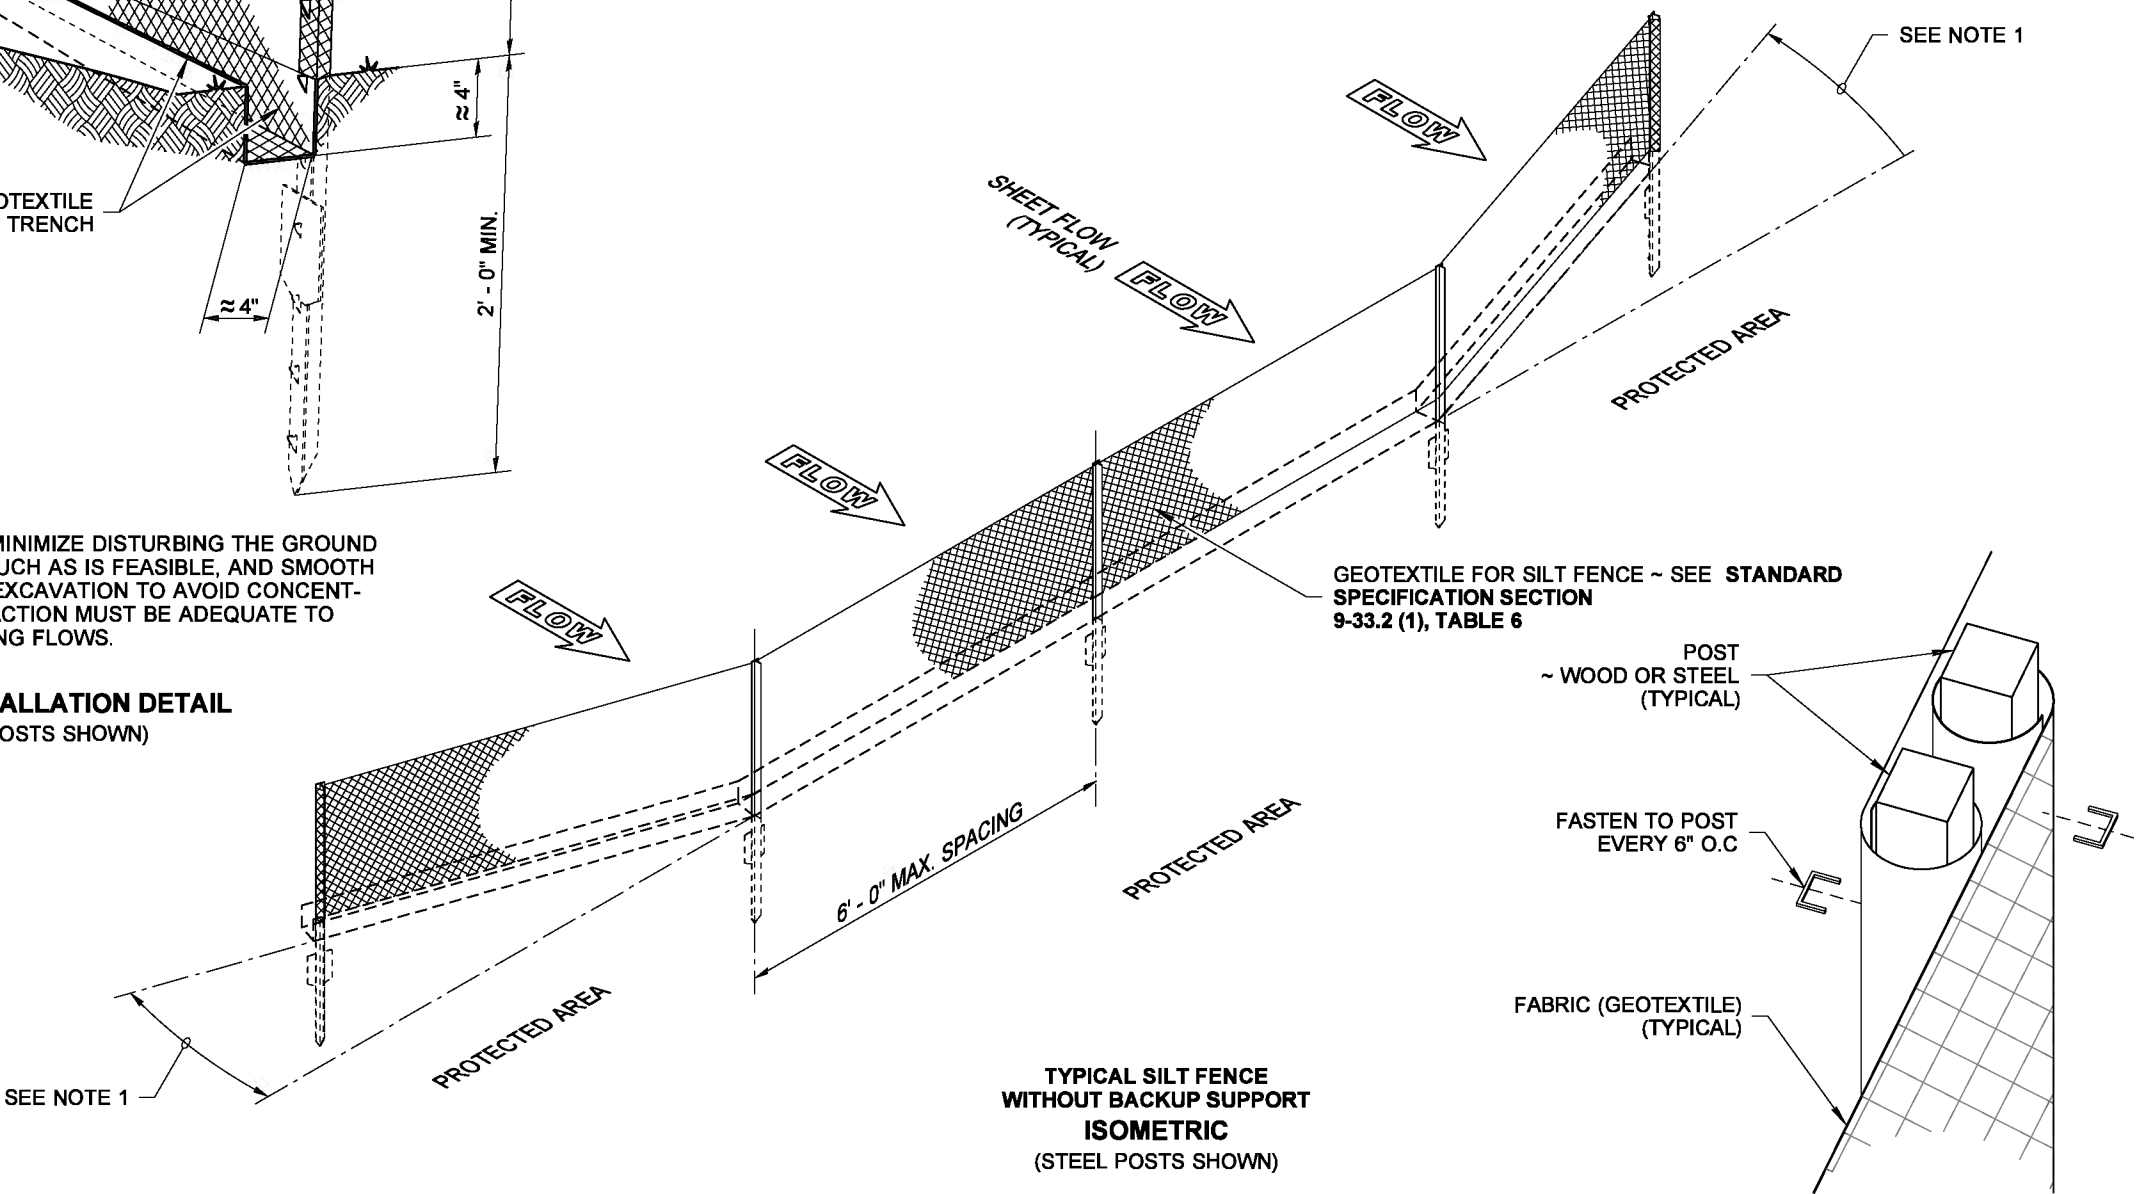 SEE NOTE 1
FLOW
≈ 4"
SHEET FLOW
(TYPICAL)
OTEXTILE
TRENCH
2' - 0" MIN.
FLOW
≈ 4"
PROTECTED AREA
FLOW
MINIMIZE DISTURBING THE GROUND
UCH AS IS FEASIBLE, AND SMOOTH
EXCAVATION TO AVOID CONCENT-
ACTION MUST BE ADEQUATE TO
NG FLOWS.
FLOW
GEOTEXTILE FOR SILT FENCE ~ SEE STANDARD
SPECIFICATION SECTION
9-33.2 (1), TABLE 6
ALLATION DETAIL
OSTS SHOWN)
POST
~ WOOD OR STEEL
(TYPICAL)
FASTEN TO POST
EVERY 6" O.C
6' - 0" MAX. SPACING
PROTECTED AREA
FABRIC (GEOTEXTILE)
(TYPICAL)
PROTECTED AREA
SEE NOTE 1
TYPICAL SILT FENCE
WITHOUT BACKUP SUPPORT
ISOMETRIC
(STEEL POSTS SHOWN)